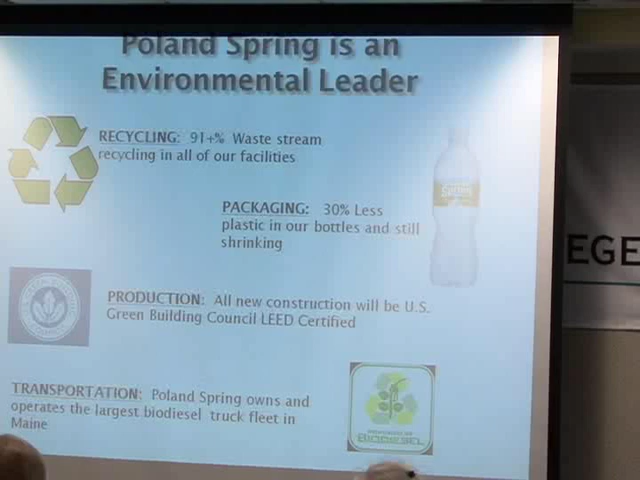 Poland Spring is an
Environmental Leader
RECYCLING: 91+% Waste stream
recycling in all of our facilities
PACKAGING: 30% Less
plastic in our bottles and still
shrinking
PRODUCTION: All new construction will be U.S.
Green Building Council LEED Certified
TRANSPORTATION: Poland Spring owns and
operates the largest biodiesel truck fleet in
Maine
BIODIESEL
EGE